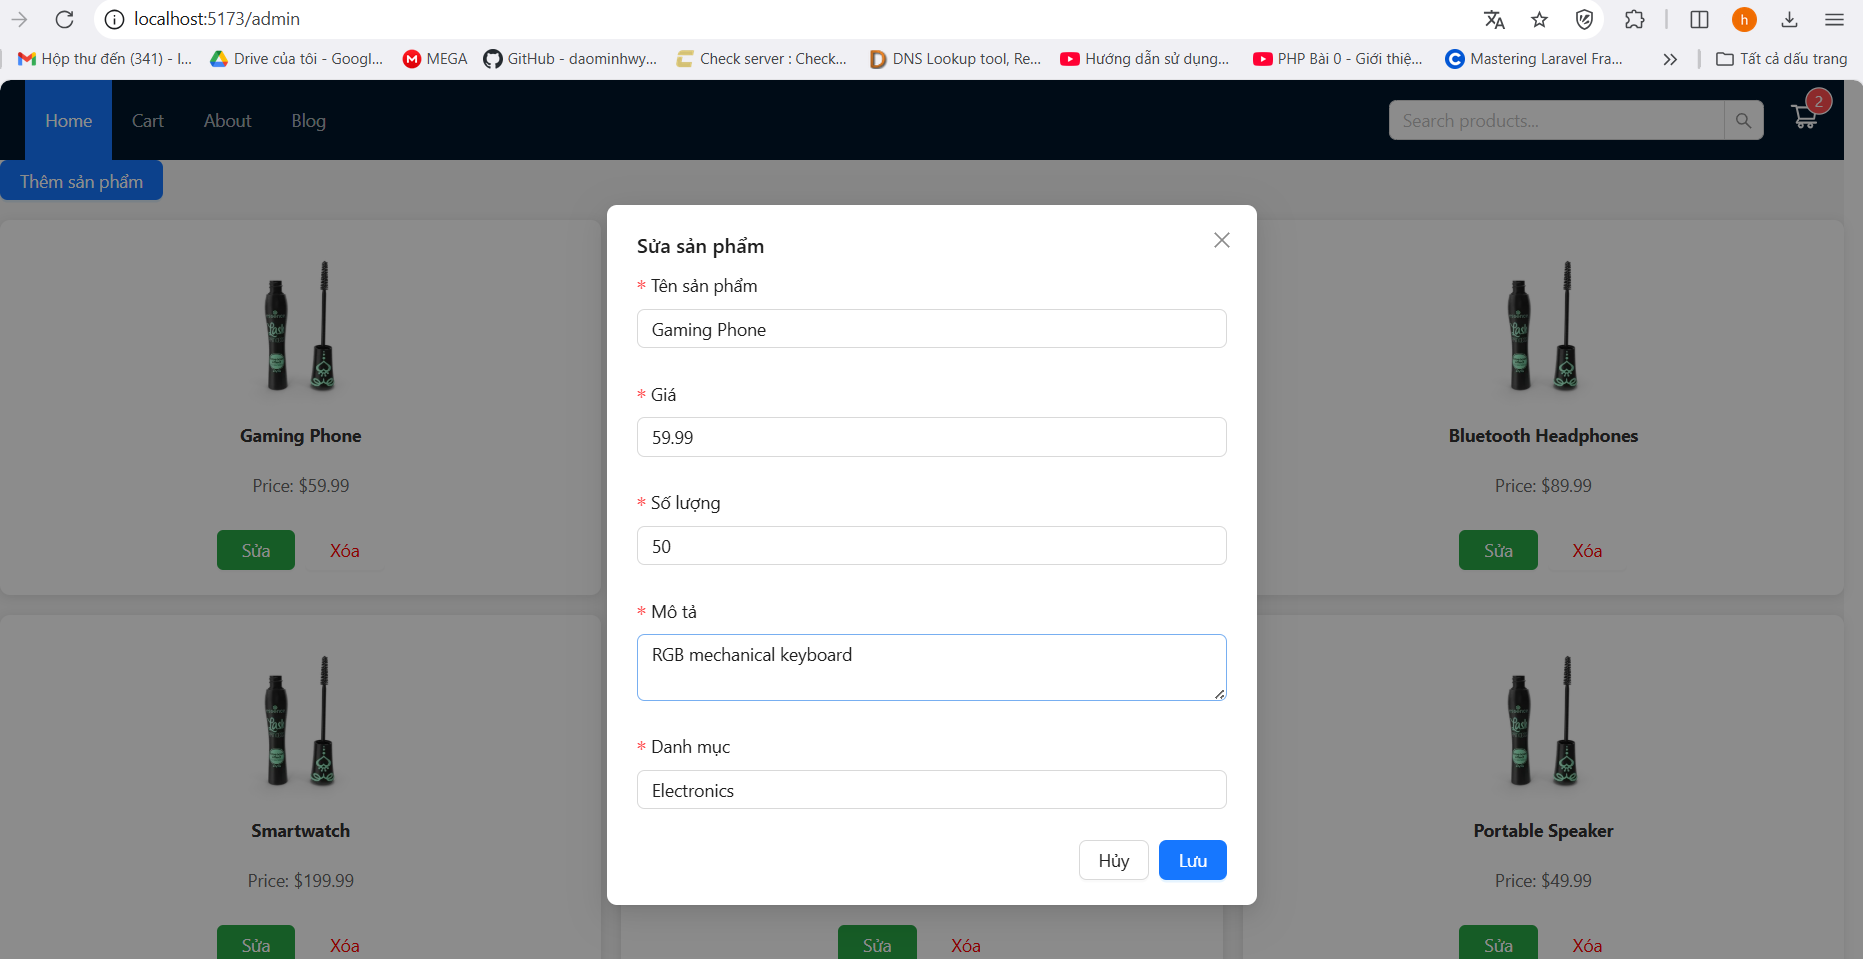 localhost:5173/admin
h
Hộp thư đến (341) - I...
Drive của tôi - Googl...
MEGA
GitHub - daominhwy...
Check server : Check...
DNS Lookup tool, Re...
Hướng dẫn sử dụng...
PHP Bài 0 - Giới thiệ...
Mastering Laravel Fra...
Tất cả dấu trang
Home
Cart
About
Blog
Search products...
2
Thêm sản phẩm
Sửa sản phẩm
* Tên sản phẩm
Gaming Phone
* Giá
59.99
* Số lượng
50
* Mô tả
RGB mechanical keyboard
* Danh mục
Electronics
Hủy
Lưu
Gaming Phone
Price: $59.99
Sửa
Xóa
Bluetooth Headphones
Price: $89.99
Sửa
Xóa
Smartwatch
Price: $199.99
Sửa
Xóa
Sửa
Xóa
Portable Speaker
Price: $49.99
Sửa
Xóa